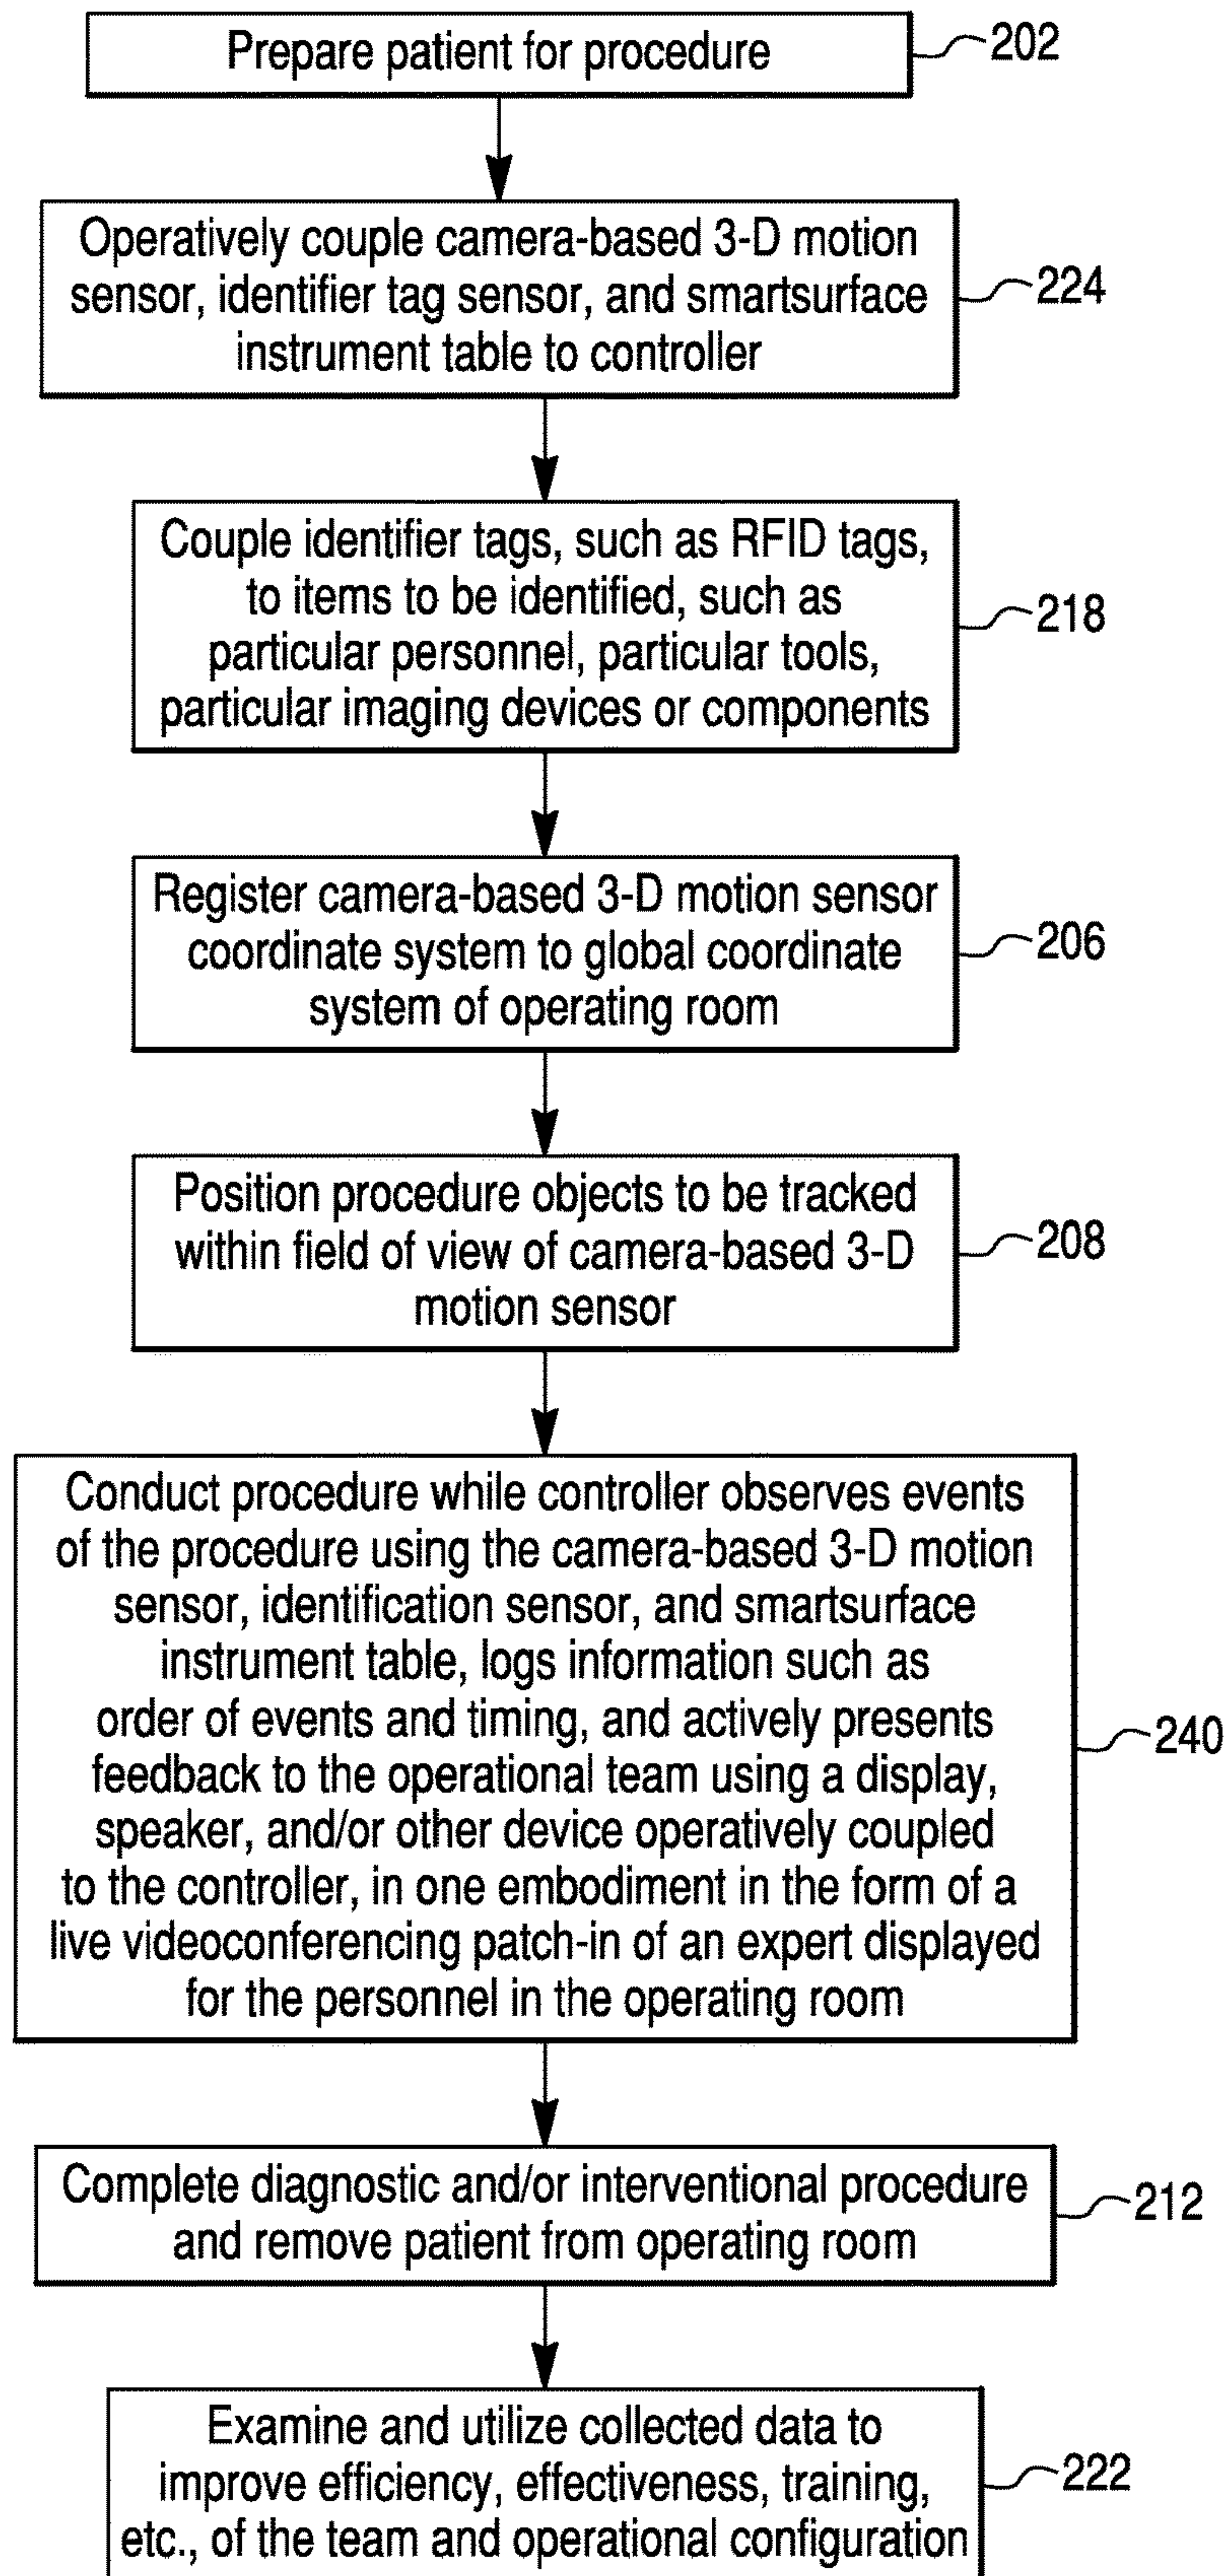 Prepare patient for procedure
202
Operatively couple camera-based 3-D motion
sensor, identifier tag sensor, and smartsurface
instrument table to controller
224
Couple identifier tags, such as RFID tags,
to items to be identified, such as
particular personnel, particular tools,
particular imaging devices or components
218
Register camera-based 3-D motion sensor
coordinate system to global coordinate
system of operating room
206
Position procedure objects to be tracked
within field of view of camera-based 3-D
motion sensor
208
Conduct procedure while controller observes events
of the procedure using the camera-based 3-D motion
sensor, identification sensor, and smartsurface
instrument table, logs information such as
order of events and timing, and actively presents
feedback to the operational team using a display,
speaker, and/or other device operatively coupled
to the controller, in one embodiment in the form of a
live videoconferencing patch-in of an expert displayed
for the personnel in the operating room
240
Complete diagnostic and/or interventional procedure
and remove patient from operating room
212
Examine and utilize collected data to
improve efficiency, effectiveness, training,
etc., of the team and operational configuration
222